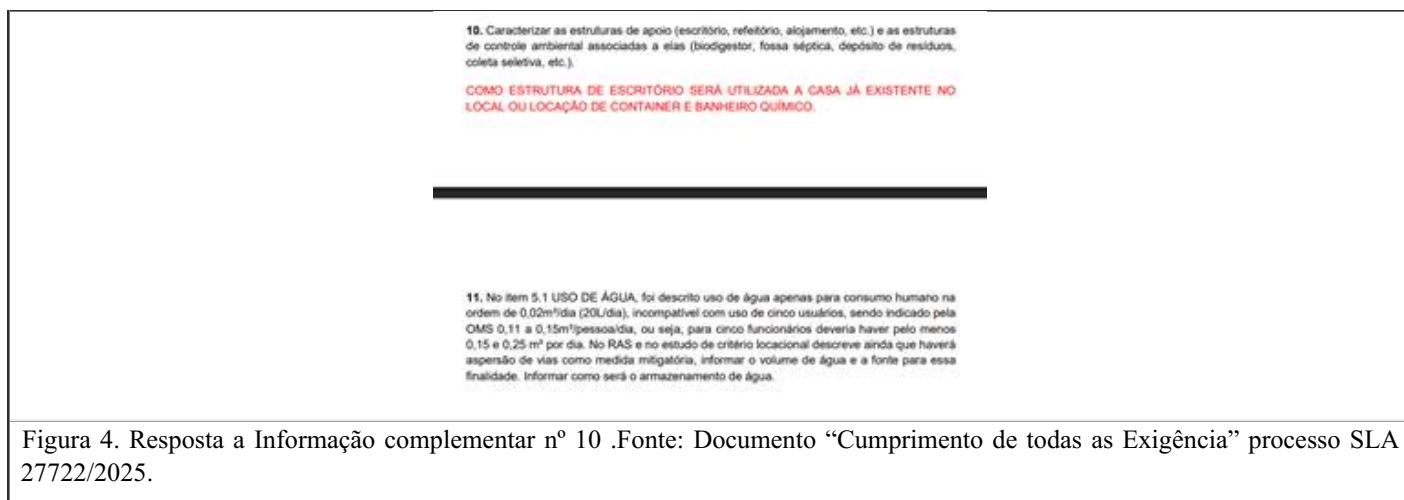 10. Caracterizar as estruturas de apoio (escritório, refeitório, alojamento, etc.) e as estruturas
de controle ambiental associadas a elas (biodigestor, fossa séptica, depósito de resíduos,
coleta seletiva, etc.).
COMO ESTRUTURA DE ESCRITÓRIO SERÁ UTILIZADA A CASA JÁ EXISTENTE NO
LOCAL OU LOCAÇÃO DE CONTAINER E BANHEIRO QUÍMICO.
11. No item 5.1 USO DE ÁGUA, foi descrito uso de água apenas para consumo humano na
ordem de 0,02m³/dia (20L/dia), incompatível com uso de cinco usuários, sendo indicado pela
OMS 0,11 a 0,15m³/pessoa/dia, ou seja, para cinco funcionários deveria haver pelo menos
0,15 e 0,25 m³ por dia. No RAS e no estudo de critério locacional descreve ainda que haverá
aspersão de vias como medida mitigatória, informar o volume de água e a fonte para essa
finalidade. Informar como será o armazenamento de água.
Figura 4. Resposta a Informação complementar nº 10 .Fonte: Documento “Cumprimento de todas as Exigência” processo SLA
27722/2025.